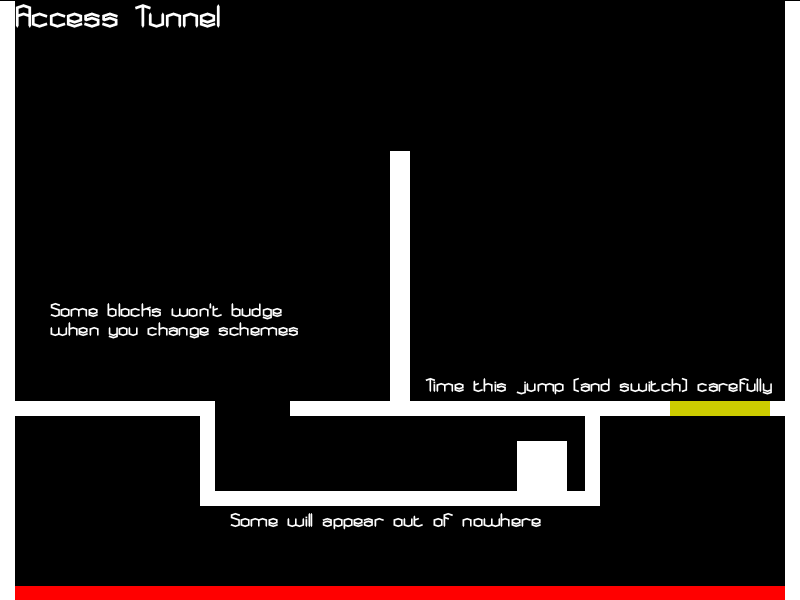 Access Tunnel
Some blocks won't budge
when you change schemes
Time this jump (and switch) carefully
Some will appear out of nowhere